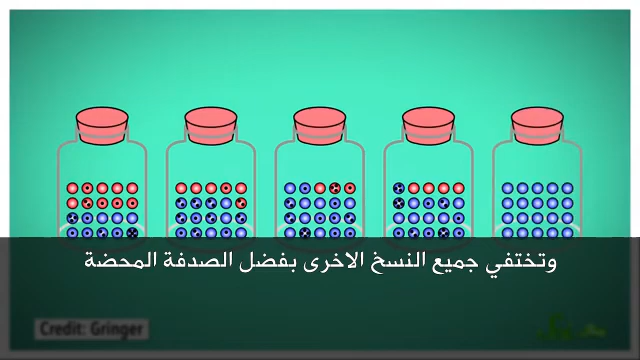 وتختفي جميع النسخ الاخرى بفضل الصدفة المحضة
Credit: Gringer